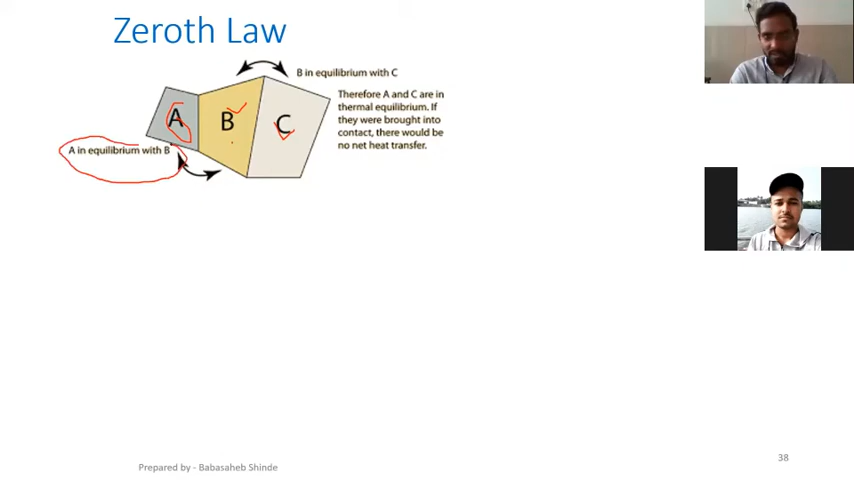 Zeroth Law
B in equilibrium with C
Therefore A and C are in
thermal equilibrium. If
they were brought into
contact, there would be
no net heat transfer.
A
B
C
A in equilibrium with B
Prepared by - Babasaheb Shinde
38